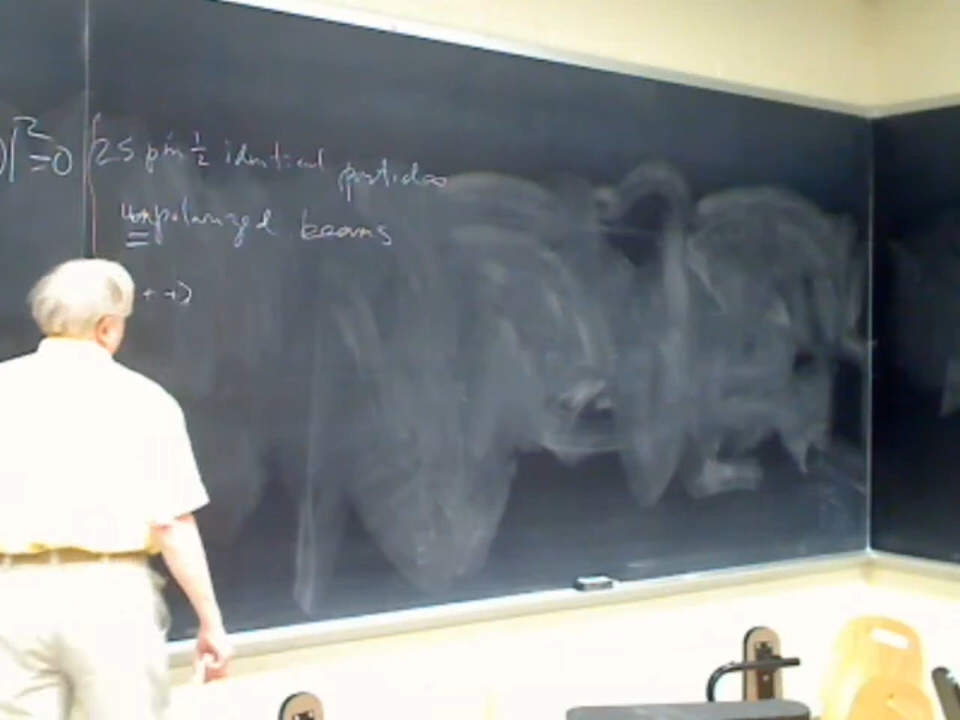 )|² = 0
2 spin ½ identical particles
unpolarized beams